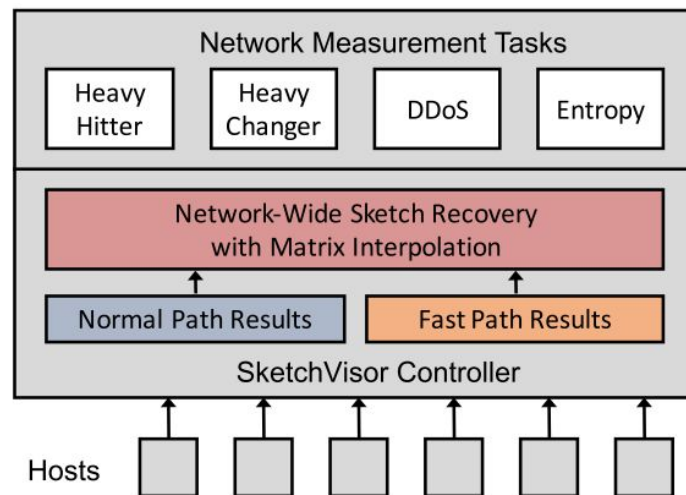 Network Measurement Tasks
Heavy
Hitter
Heavy
Changer
DDoS
Entropy
Network-Wide Sketch Recovery
with Matrix Interpolation
Normal Path Results
Fast Path Results
SketchVisor Controller
Hosts